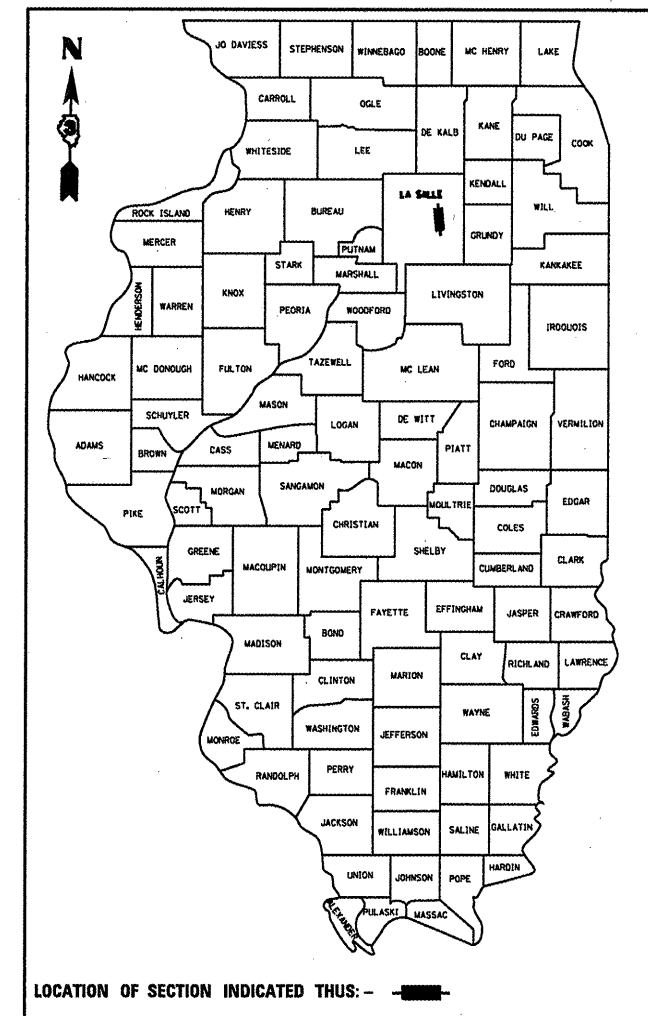 JO DAVIESS STEPHENSON WINNEBAGO BOONE MC HENRY LAKE
N
CARROLL OGLE DE KALB KANE DU PAGE COOK
WHITESIDE LEE
KENDALL
LA SALLE
WILL
ROCK ISLAND HENRY BUREAU
GRUNDY
MERCER PUTNAM
STARK KANKAKEE
MARSHALL
HENDERSON WARREN KNOX LIVINGSTON
PEORIA WOODFORD
IROQUOIS
TAZEWELL FORD
HANCOCK MC DONOUGH FULTON MC LEAN
MASON
SCHUYLER DE WITT
LOGAN CHAMPAIGN VERMILION
ADAMS BROWN CASS MENARD PIATT
MACON
MORGAN SANGAMON DOUGLAS
EDGAR
SCOTT MOULTRIE
PIKE CHRISTIAN COLES
GREENE SHELBY
CALHOUN MACOUPIN MONTGOMERY CUMBERLAND CLARK
JERSEY
FAYETTE EFFINGHAM JASPER CRAWFORD
MADISON BOND
CLAY RICHLAND LAWRENCE
CLINTON MARION
ST. CLAIR WAYNE EDWARDS WABASH
WASHINGTON JEFFERSON
MONROE
RANDOLPH PERRY HAMILTON WHITE
FRANKLIN
JACKSON WILLIAMSON SALINE GALLATIN
UNION JOHNSON POPE HARDIN
ALEXANDER PULASKI MASSAC
LOCATION OF SECTION INDICATED THUS: –